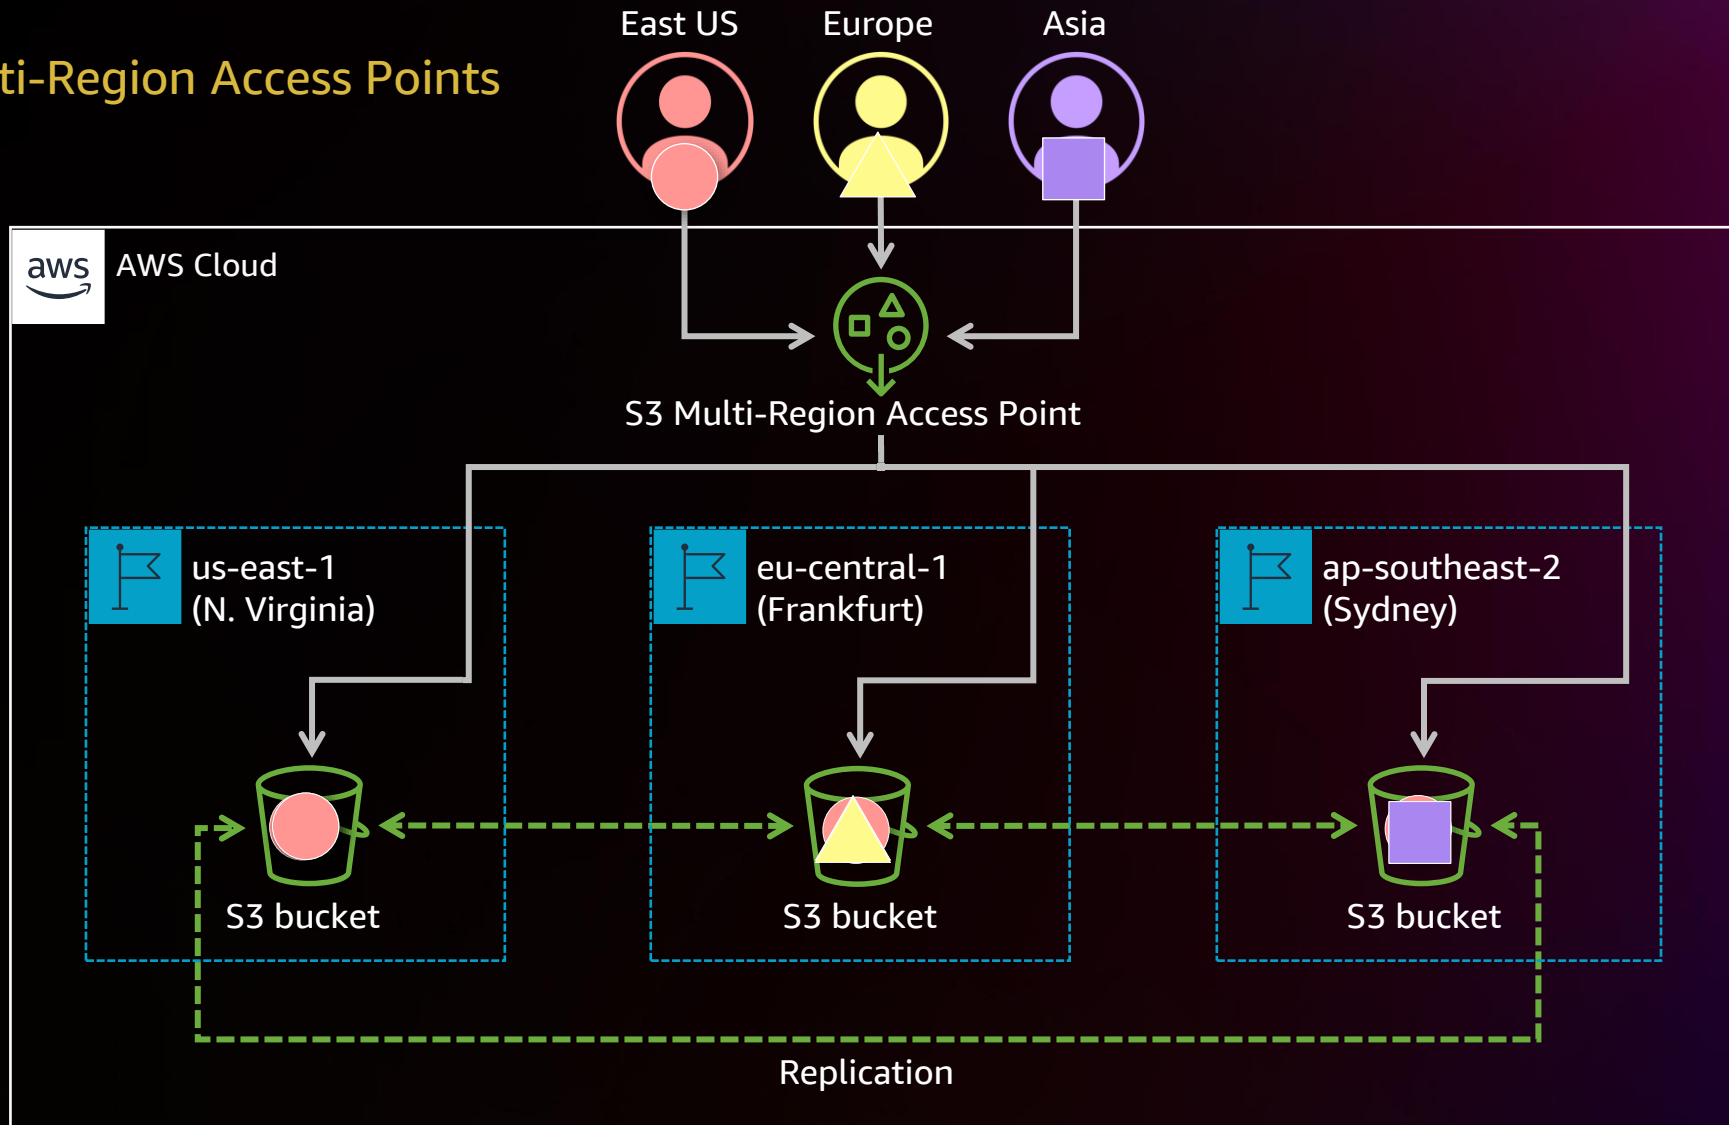 ti-Region Access Points
East US
Europe
Asia
aws
AWS Cloud
S3 Multi-Region Access Point
us-east-1
(N. Virginia)
eu-central-1
(Frankfurt)
ap-southeast-2
(Sydney)
S3 bucket
S3 bucket
S3 bucket
Replication